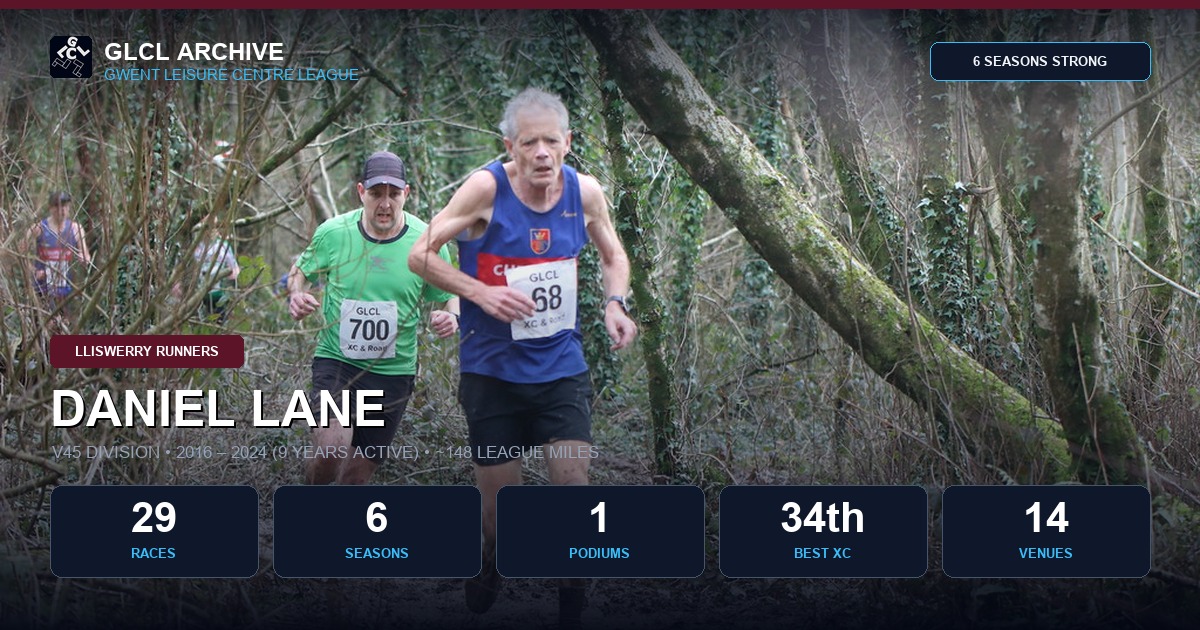 GLCL ARCHIVE
GWENT LEISURE CENTRE LEAGUE
6 SEASONS STRONG
GLCL
700
XC & Road
GLCL
68
XC & Road
LLISWERRY RUNNERS
DANIEL LANE
V45 DIVISION • 2016 – 2024 (9 YEARS ACTIVE) • ~148 LEAGUE MILES
29
RACES
6
SEASONS
1
PODIUMS
34th
BEST XC
14
VENUES